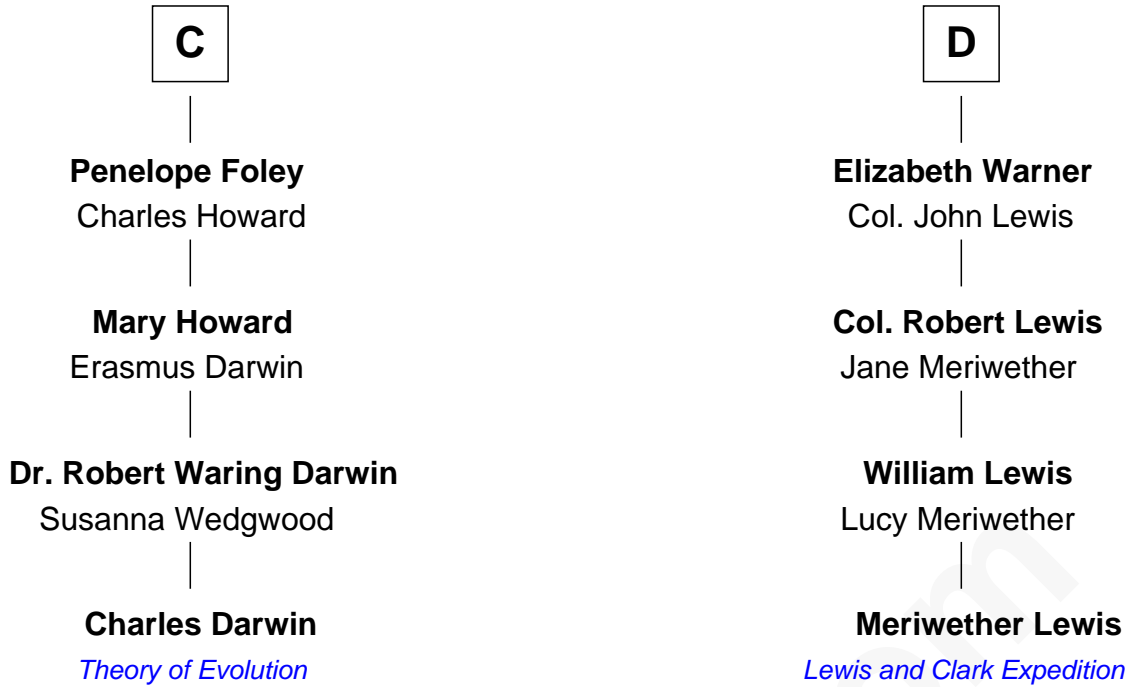 C
Penelope Foley
Charles Howard
Mary Howard
Erasmus Darwin
Dr. Robert Waring Darwin
Susanna Wedgwood
Charles Darwin
Theory of Evolution
D
Elizabeth Warner
Col. John Lewis
Col. Robert Lewis
Jane Meriwether
William Lewis
Lucy Meriwether
Meriwether Lewis
Lewis and Clark Expedition